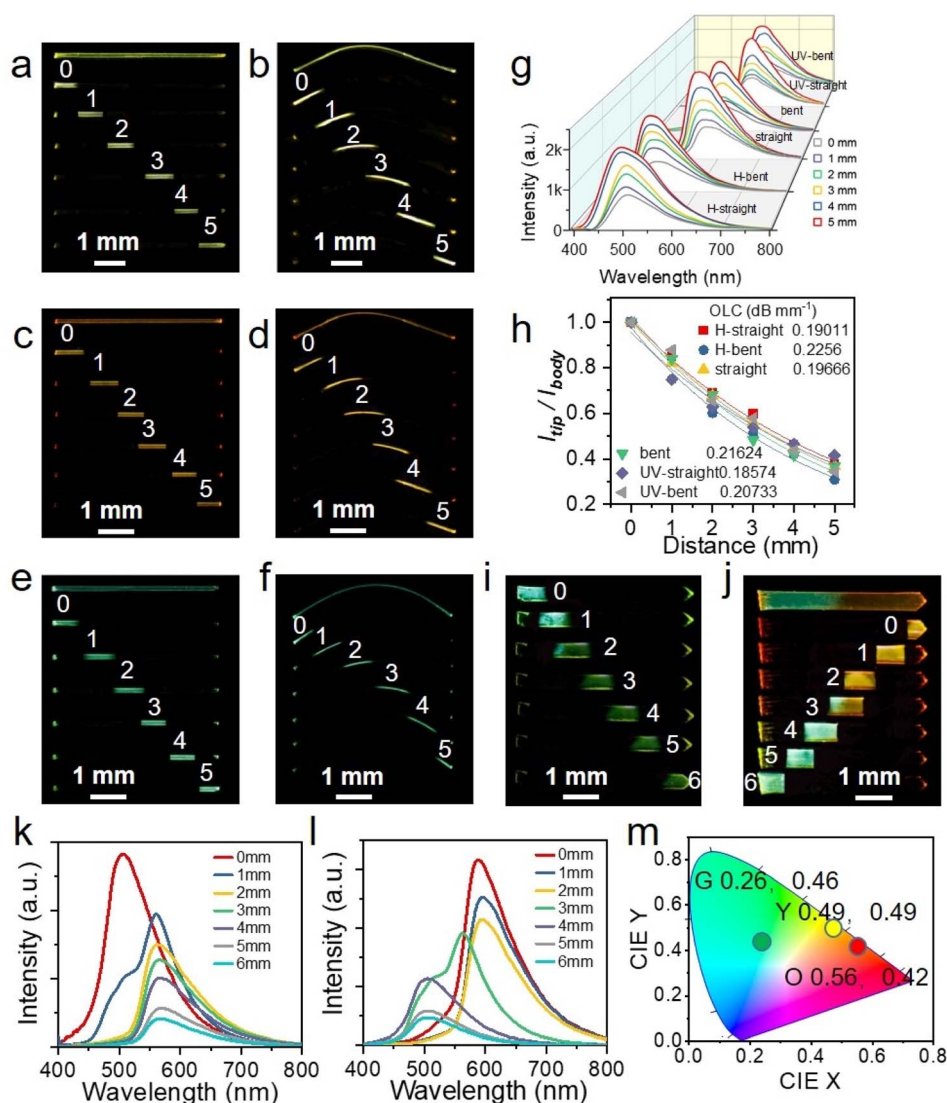 a
0
1
2
3
4
5
1 mm
b
0
1
2
3
4
5
1 mm
g
Intensity (a.u.)
2k
1k
0
UV-bent
UV-straight
bent
straight
H-bent
H-straight
0 mm
1 mm
2 mm
3 mm
4 mm
5 mm
400 500 600 700 800
Wavelength (nm)
c
0
1
2
3
4
5
1 mm
d
0
1
2
3
4
5
1 mm
h
Itip / Ibody
1.0
0.8
0.6
0.4
0.2
OLC (dB mm⁻¹)
H-straight 0.19011
H-bent 0.2256
straight 0.19666
bent 0.21624
UV-straight0.18574
UV-bent 0.20733
0 1 2 3 4 5
Distance (mm)
e
0
1
2
3
4
5
1 mm
f
0
1
2
3
4
5
1 mm
i
0
1
2
3
4
5
6
1 mm
j
0
1
2
3
4
5
6
1 mm
k
Intensity (a.u.)
0mm
1mm
2mm
3mm
4mm
5mm
6mm
400 500 600 700 800
Wavelength (nm)
l
Intensity (a.u.)
0mm
1mm
2mm
3mm
4mm
5mm
6mm
400 500 600 700 800
Wavelength (nm)
m
CIE Y
0.8
0.6
0.4
0.2
0.0
G 0.26, 0.46
Y 0.49, 0.49
O 0.56, 0.42
0.0 0.2 0.4 0.6 0.8
CIE X